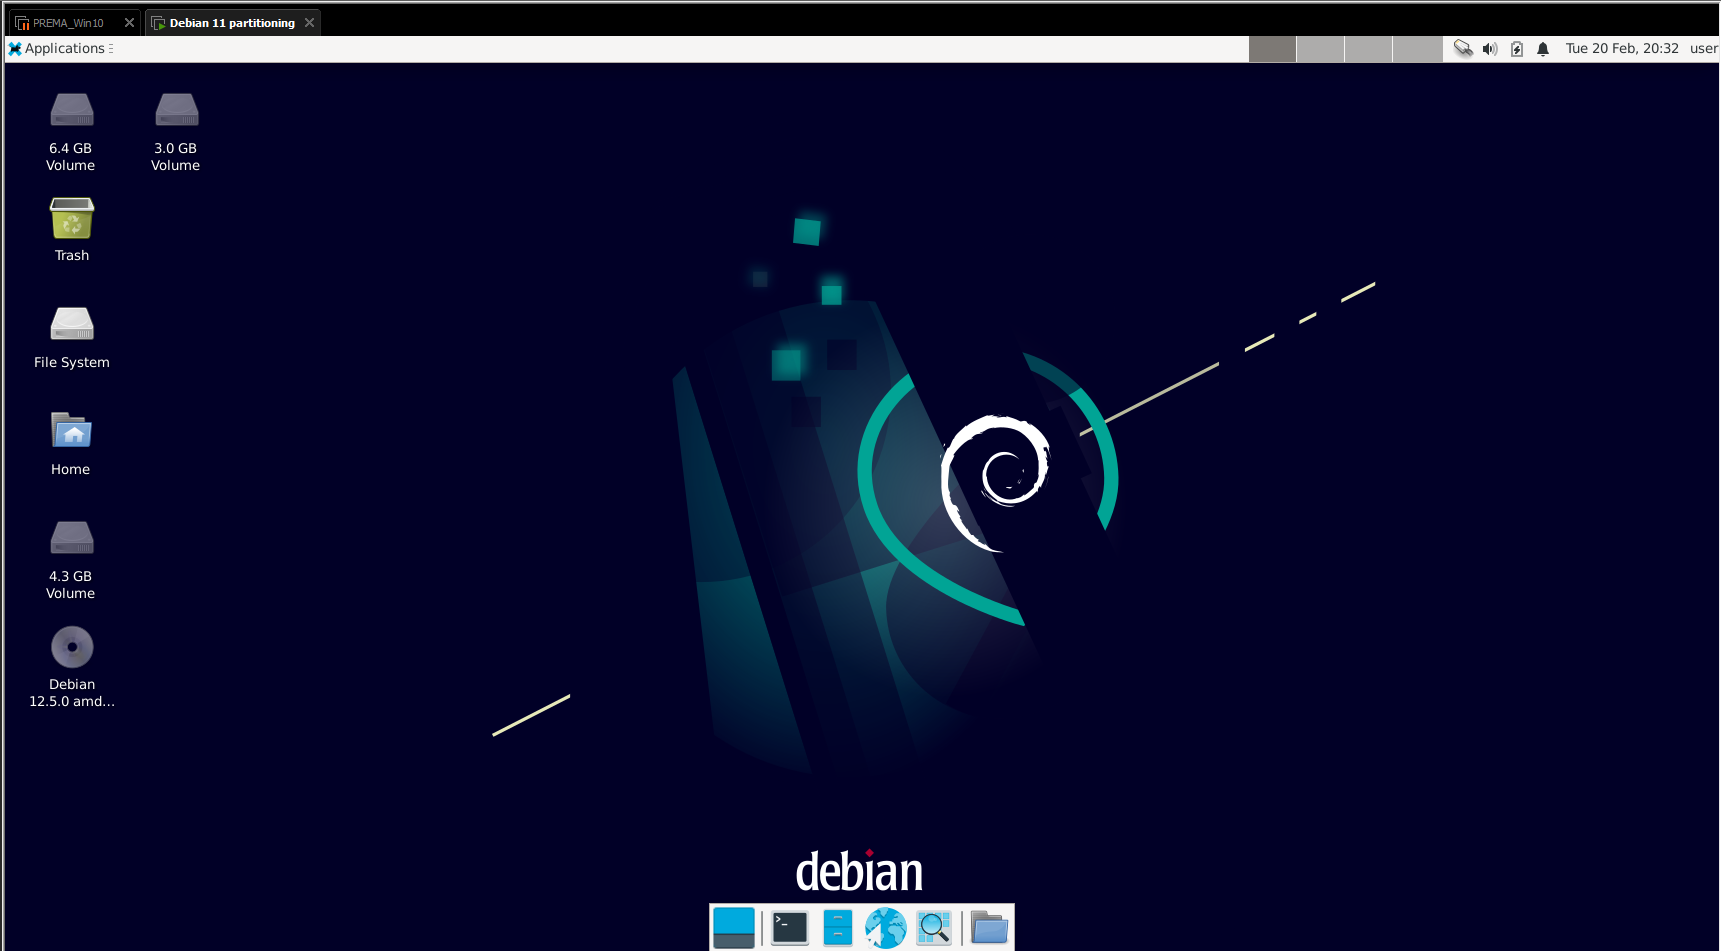 PREMA_Win10
Debian 11 partitioning
Applications
Tue 20 Feb, 20:32 user
6.4 GB
Volume
3.0 GB
Volume
Trash
File System
Home
4.3 GB
Volume
Debian
12.5.0 amd...
debian